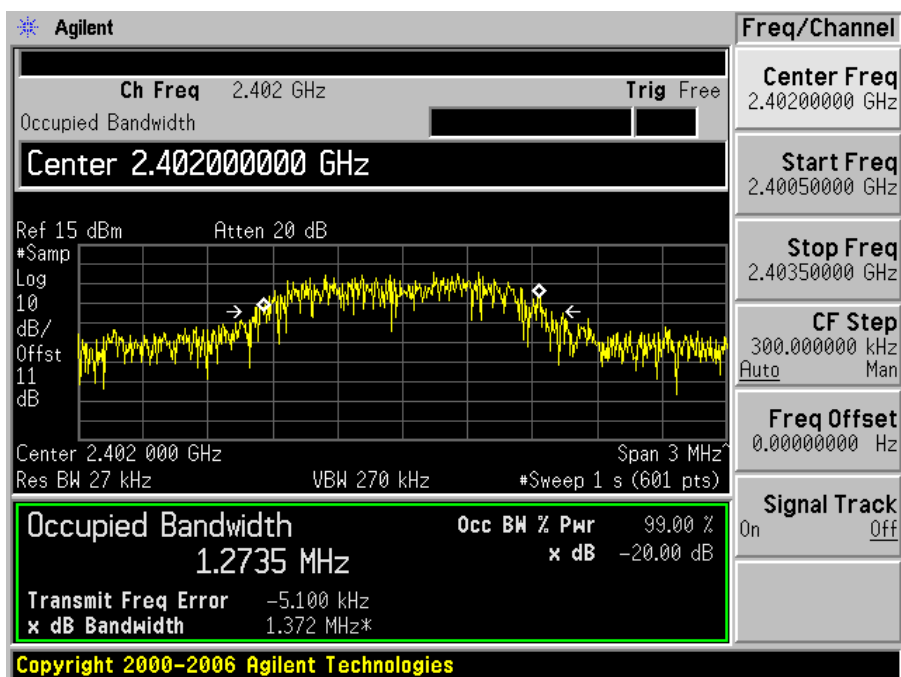 Agilent
Freq/Channel
Ch Freq 2.402 GHz Trig Free
Occupied Bandwidth
Center 2.402000000 GHz
Ref 15 dBm Atten 20 dB
#Samp
Log
10
dB/
Offst
11
dB
Center 2.402 000 GHz Span 3 MHz^
Res BW 27 kHz VBW 270 kHz #Sweep 1 s (601 pts)
Occupied Bandwidth
1.2735 MHz
Occ BW % Pwr 99.00 %
x dB -20.00 dB
Transmit Freq Error -5.100 kHz
x dB Bandwidth 1.372 MHz*
Center Freq
2.40200000 GHz
Start Freq
2.40050000 GHz
Stop Freq
2.40350000 GHz
CF Step
300.000000 kHz
Auto Man
Freq Offset
0.00000000 Hz
Signal Track
On Off
Copyright 2000-2006 Agilent Technologies